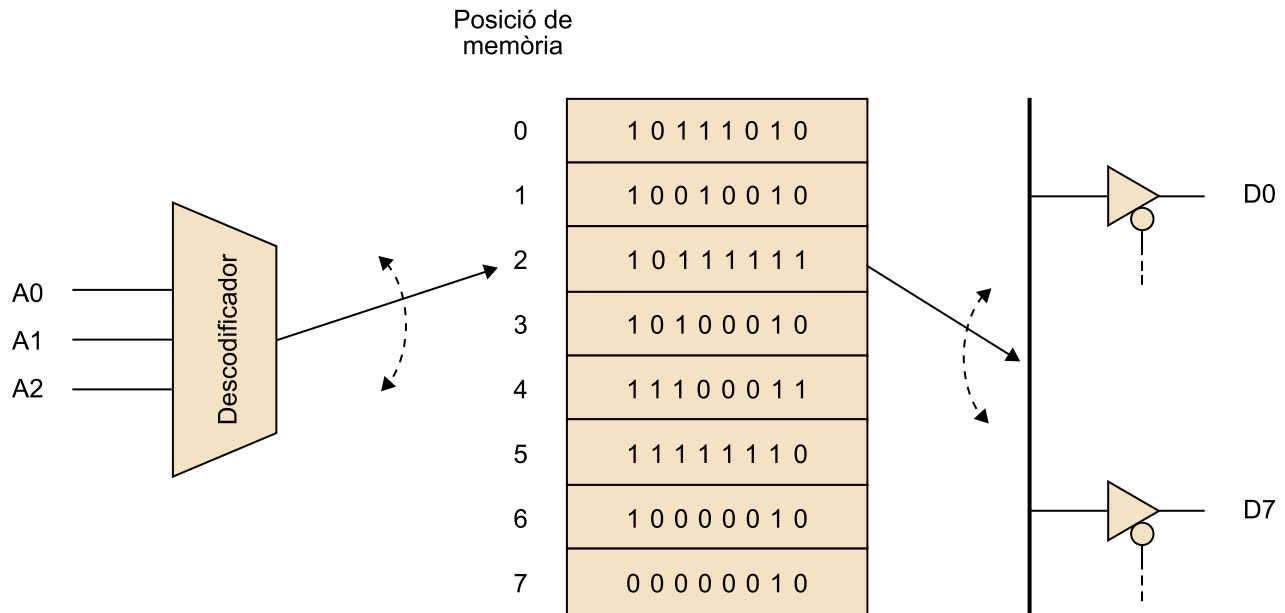 Posició de
memòria
0 1 0 1 1 1 0 1 0
1 1 0 0 1 0 0 1 0
2 1 0 1 1 1 1 1 1
3 1 0 1 0 0 0 1 0
4 1 1 1 0 0 0 1 1
5 1 1 1 1 1 1 1 0
6 1 0 0 0 0 0 1 0
7 0 0 0 0 0 0 1 0
A0
A1
A2
Descodificador
D0
D7